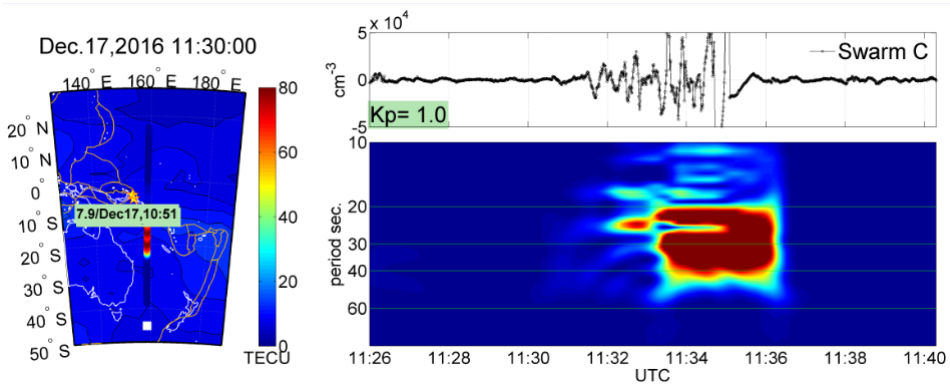 Dec.17,2016 11:30:00
140° E 160° E 180° E
20° N
10° N
0°
10° S
20° S
30° S
40° S
50° S
7.9/Dec17,10:51
80
60
40
20
0
TECU
5 × 10⁴
0
-5
cm⁻³
Swarm C
Kp= 1.0
10
20
30
40
60
period sec.
11:26 11:28 11:30 11:32 11:34 11:36 11:38 11:40
UTC